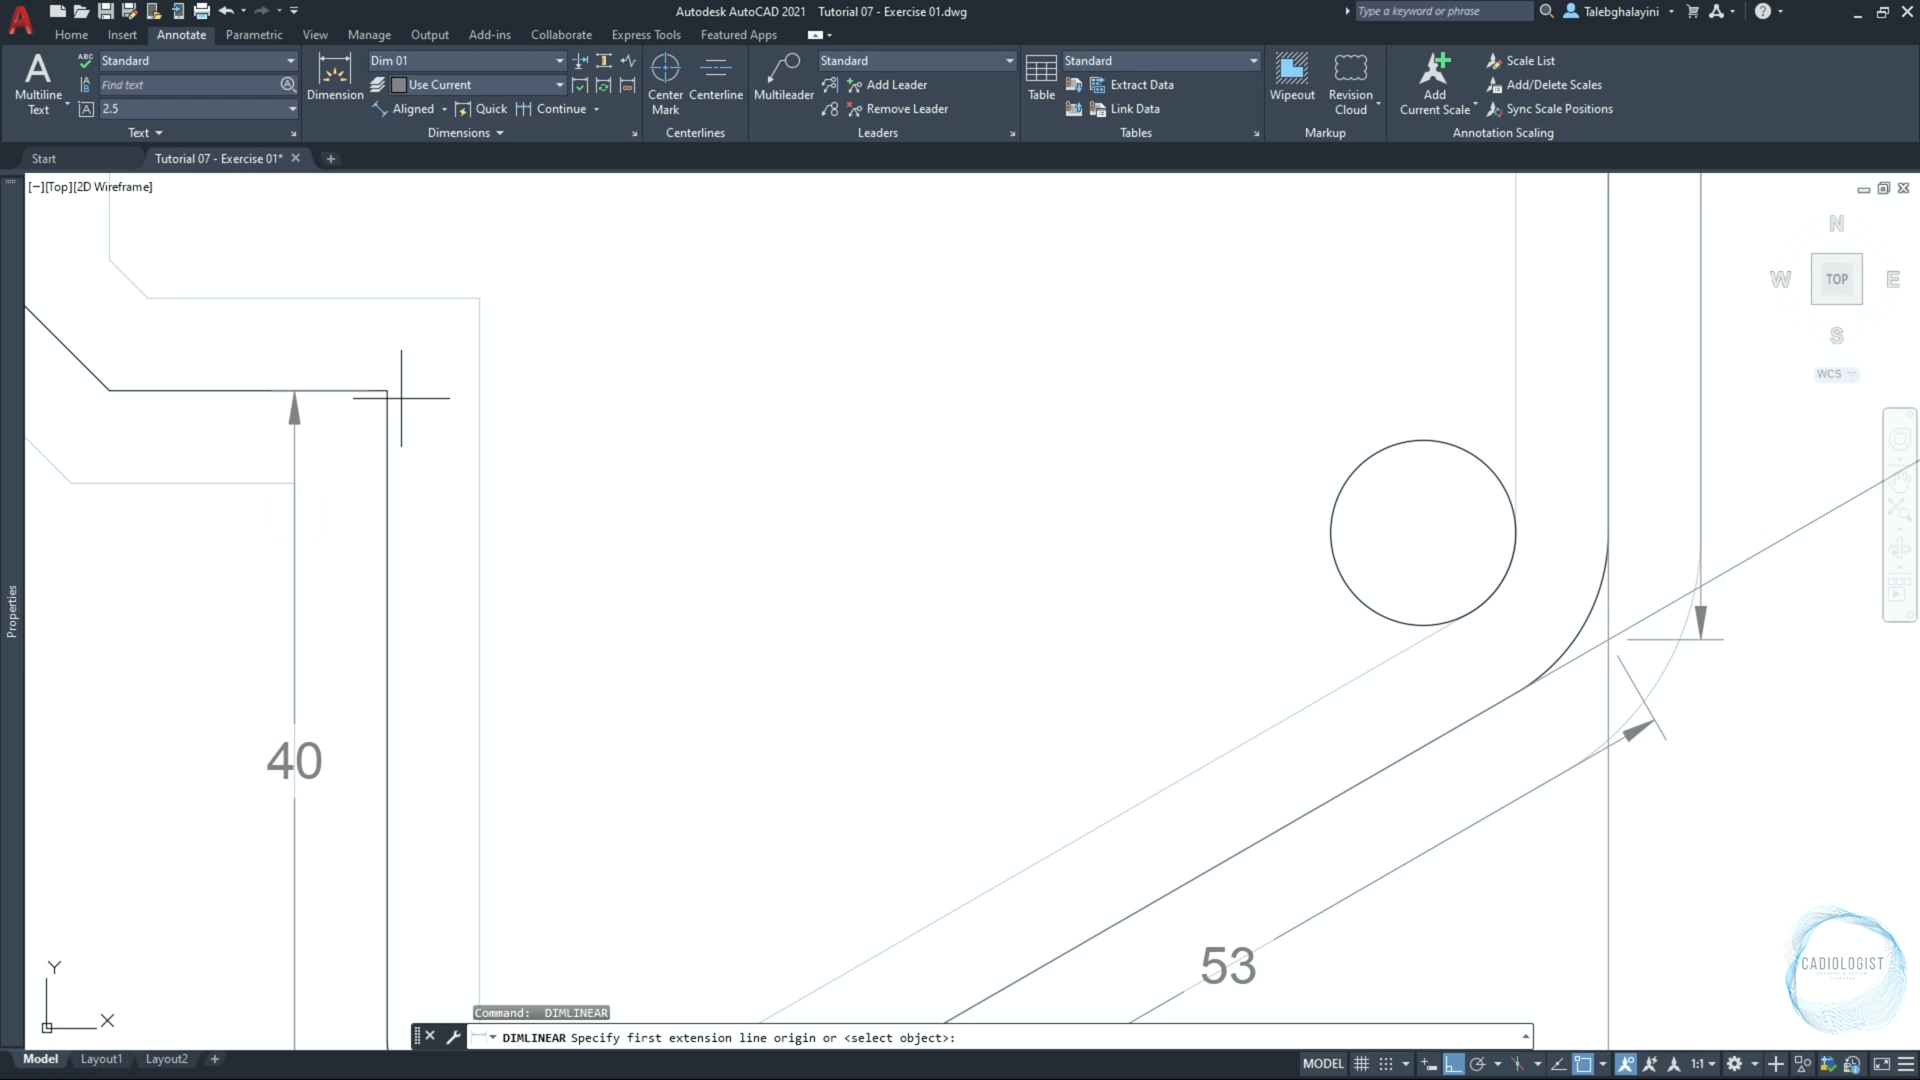 Autodesk AutoCAD 2021 Tutorial 07 - Exercise 01.dwg
Type a keyword or phrase
Talebghalayini
Home Insert Annotate Parametric View Manage Output Add-ins Collaborate Express Tools Featured Apps
A Multiline Text
ABC Standard
Find text
2.5
Text
Dimension
Dim 01
Use Current
Aligned Quick Continue
Dimensions
Center Mark
Centerline
Centerlines
Multileader
Standard
Add Leader
Remove Leader
Leaders
Table
Standard
Extract Data
Link Data
Tables
Wipeout
Revision Cloud
Markup
Add Current Scale
Scale List
Add/Delete Scales
Sync Scale Positions
Annotation Scaling
Start Tutorial 07 - Exercise 01*
[−][Top][2D Wireframe]
N
W TOP E
S
WCS
Properties
40
53
CADIOLOGIST
Y
X
Command: DIMLINEAR
DIMLINEAR Specify first extension line origin or <select object>:
Model Layout1 Layout2
MODEL 1:1